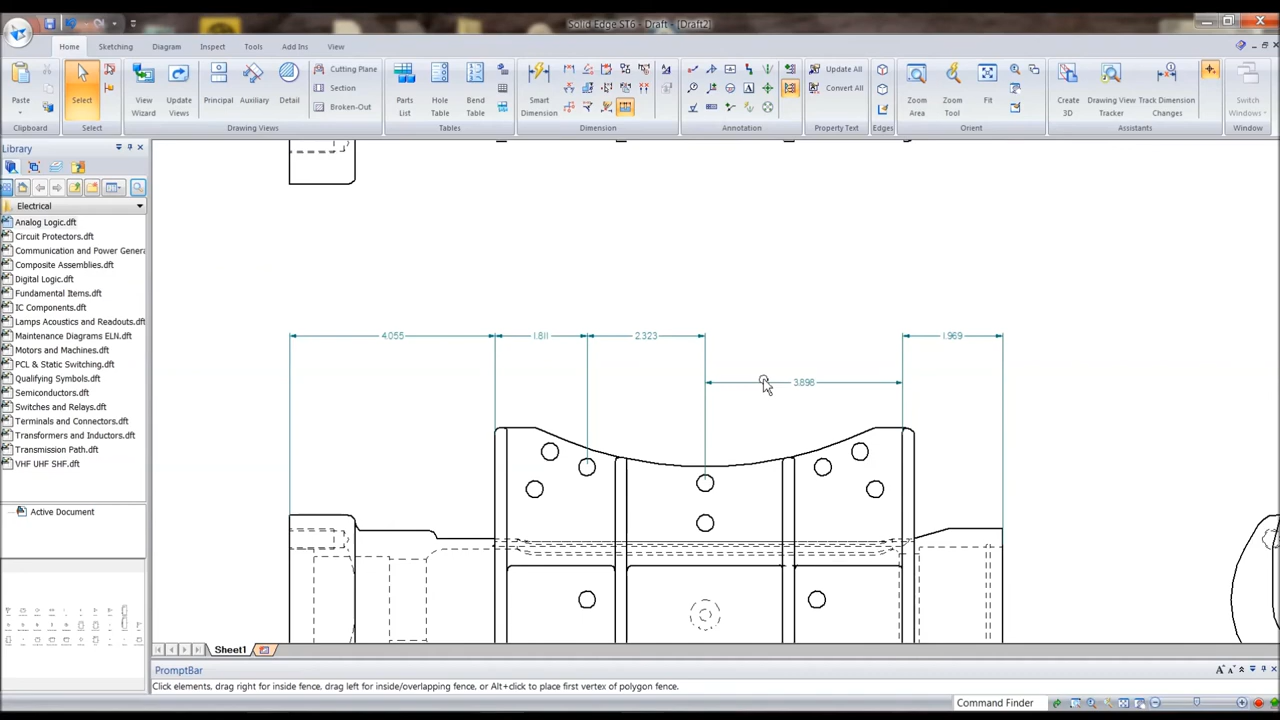 Solid Edge ST6 - Draft - [Draft2]
Home
Sketching
Diagram
Inspect
Tools
Add Ins
View
Paste
Select
View Wizard
Update Views
Principal
Auxiliary
Detail
Cutting Plane
Section
Broken-Out
Parts List
Hole Table
Bend Table
Smart Dimension
Update All
Convert All
Zoom Area
Zoom Tool
Fit
Create 3D
Drawing View Tracker
Track Dimension Changes
Switch Windows
Clipboard
Select
Drawing Views
Tables
Dimension
Annotation
Property Text
Edges
Orient
Assistants
Window
Library
Electrical
Analog Logic.dft
Circuit Protectors.dft
Communication and Power Genera
Composite Assemblies.dft
Digital Logic.dft
Fundamental Items.dft
IC Components.dft
Lamps Acoustics and Readouts.dft
Maintenance Diagrams ELN.dft
Motors and Machines.dft
PCL & Static Switching.dft
Qualifying Symbols.dft
Semiconductors.dft
Switches and Relays.dft
Terminals and Connectors.dft
Transformers and Inductors.dft
Transmission Path.dft
VHF UHF SHF.dft
Active Document
4.055
1.811
2.323
1.969
3.898
Sheet1
PromptBar
Click elements, drag right for inside fence, drag left for inside/overlapping fence, or Alt+click to place first vertex of polygon fence.
Command Finder